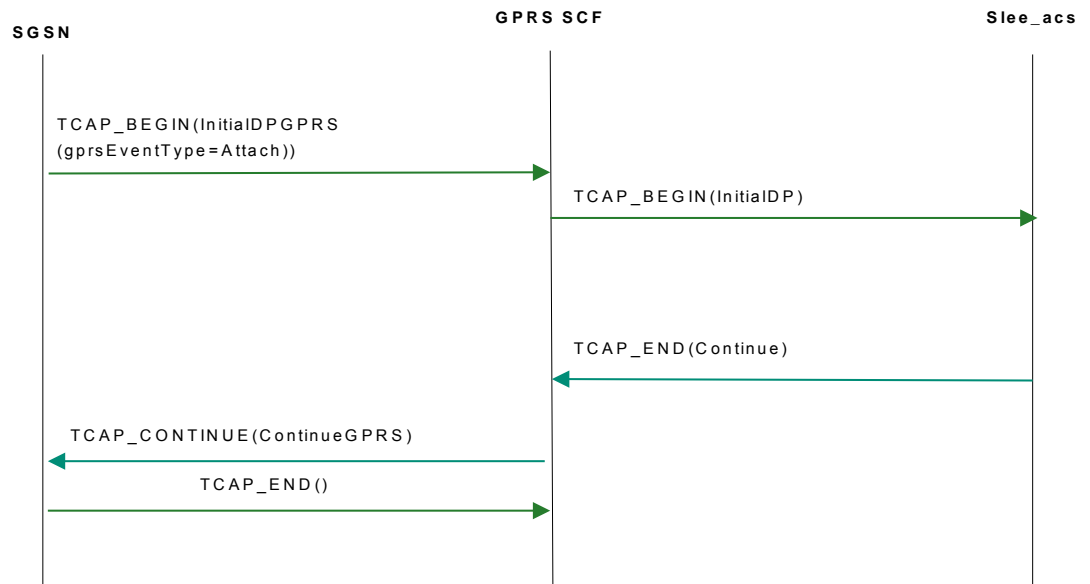 SGSN
GPRS SCF
Slee_acs
TCAP_BEGIN(InitialDPGPRS
(gprsEventType=Attach))
TCAP_BEGIN(InitialDP)
TCAP_END(Continue)
TCAP_CONTINUE(ContinueGPRS)
TCAP_END()